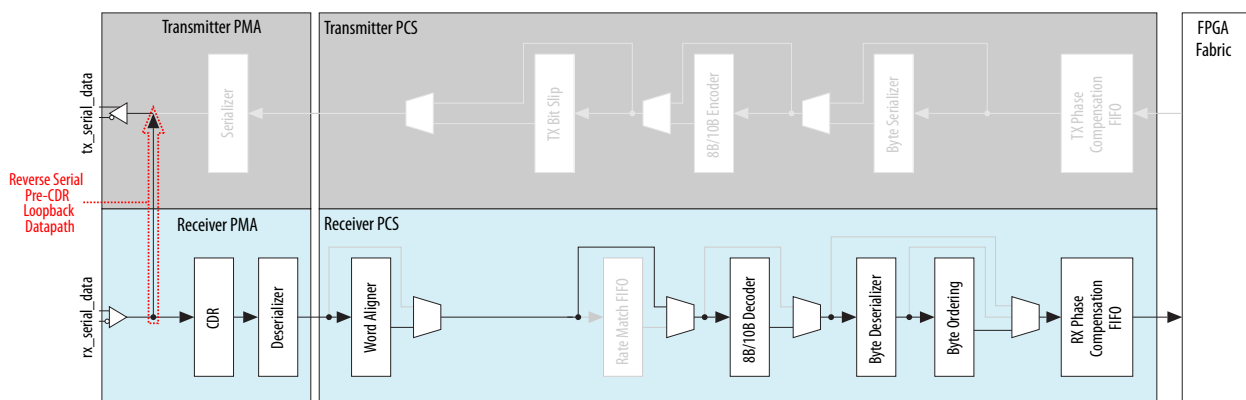 Transmitter PMA
Transmitter PCS
FPGA
Fabric
tx_serial_data
Serializer
TX Bit Slip
8B/10B Encoder
Byte Serializer
TX Phase
Compensation
FIFO
Reverse Serial
Pre-CDR
Loopback
Datapath
Receiver PMA
Receiver PCS
rx_serial_data
CDR
Deserializer
Word Aligner
Rate Match FIFO
8B/10B Decoder
Byte Deserializer
Byte Ordering
RX Phase
Compensation
FIFO